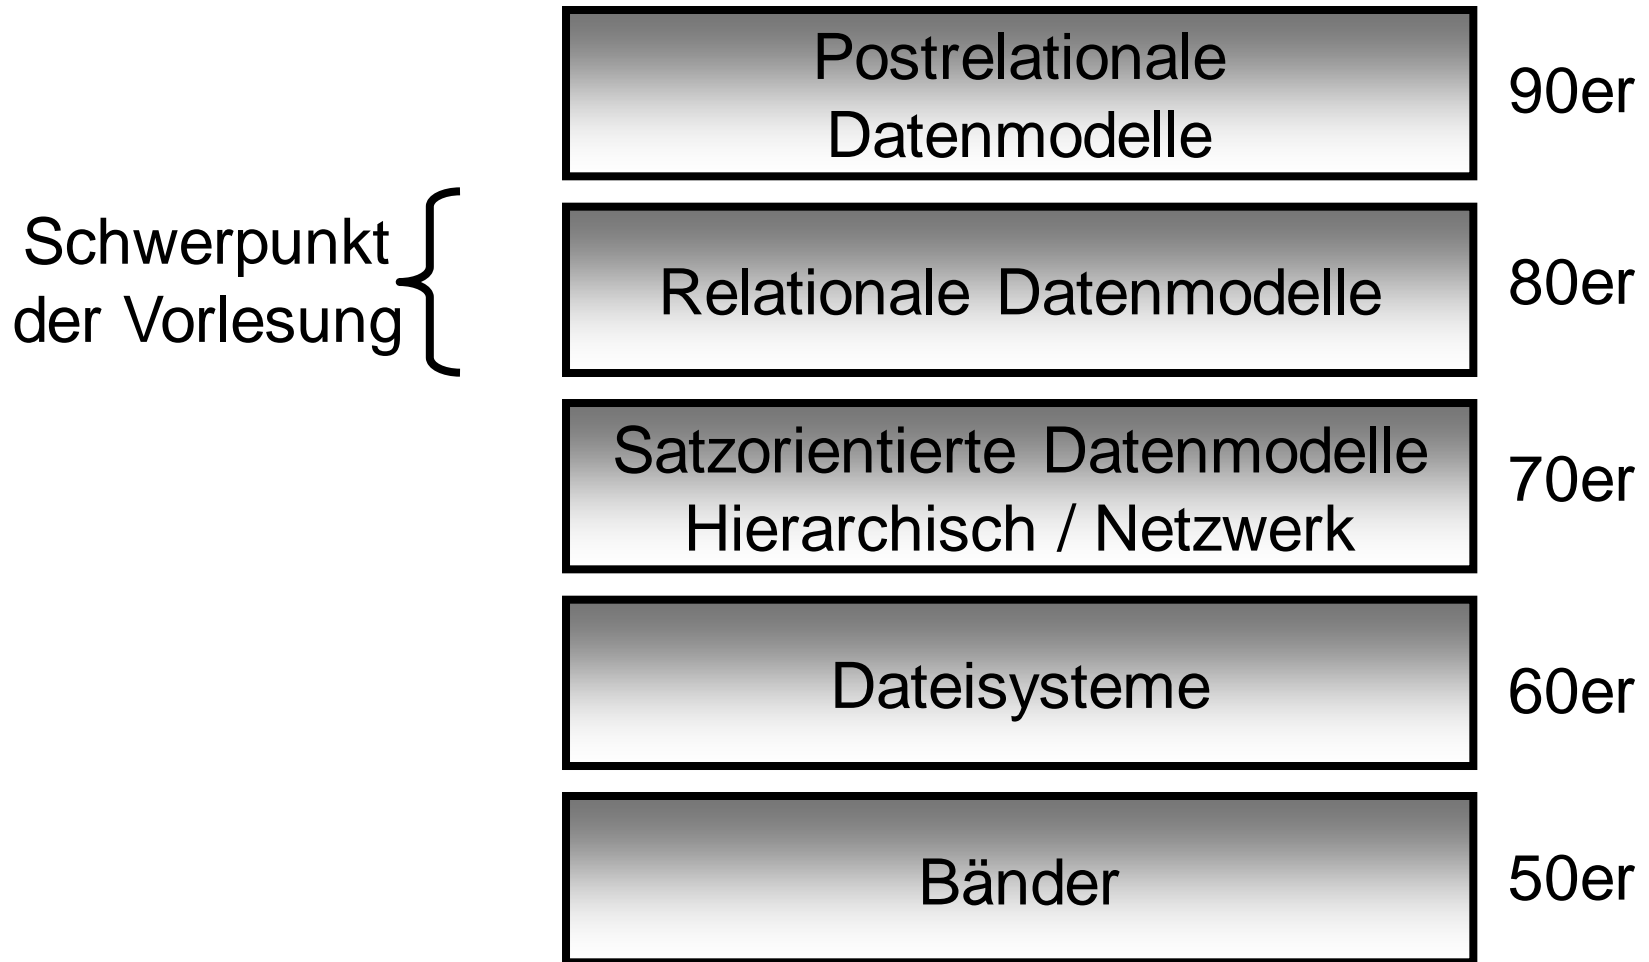 Postrelationale
Datenmodelle
90er
Schwerpunkt
der Vorlesung
Relationale Datenmodelle
80er
Satzorientierte Datenmodelle
Hierarchisch / Netzwerk
70er
Dateisysteme
60er
Bänder
50er